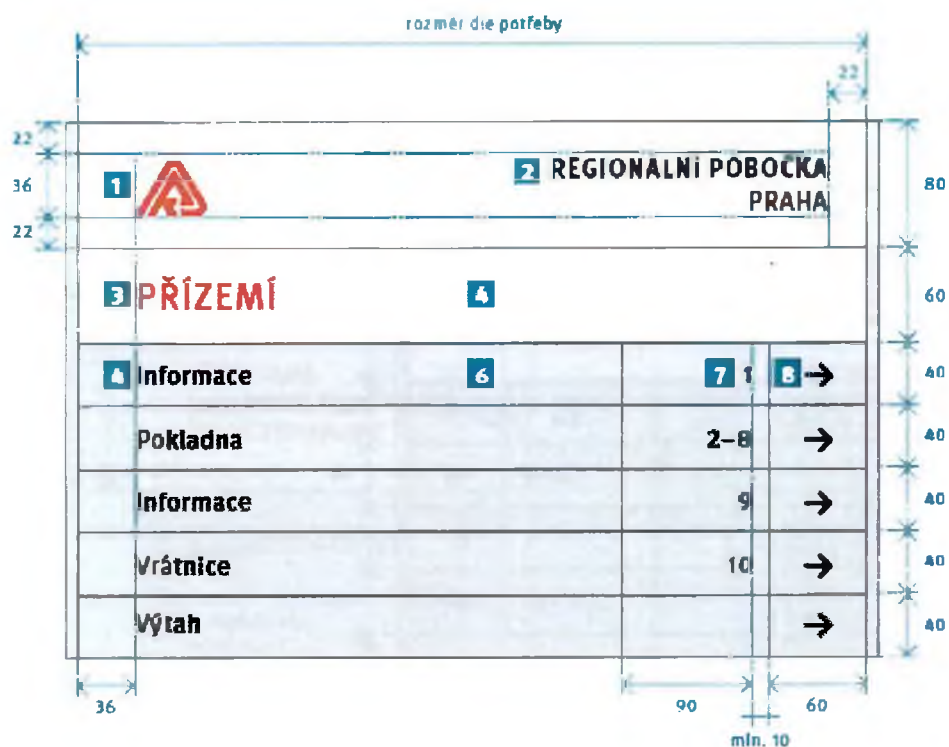 rozměr dle potřeby
22
22
36
22
1
2 REGIONALNÍ POBOČKA
PRAHA
80
3 PŘÍZEMÍ 4
60
4 Informace 6 7 1 8 →
40
Pokladna 2–8 →
40
Informace 9 →
40
Vrátnice 10 →
40
Výtah →
40
36
90
60
min. 10